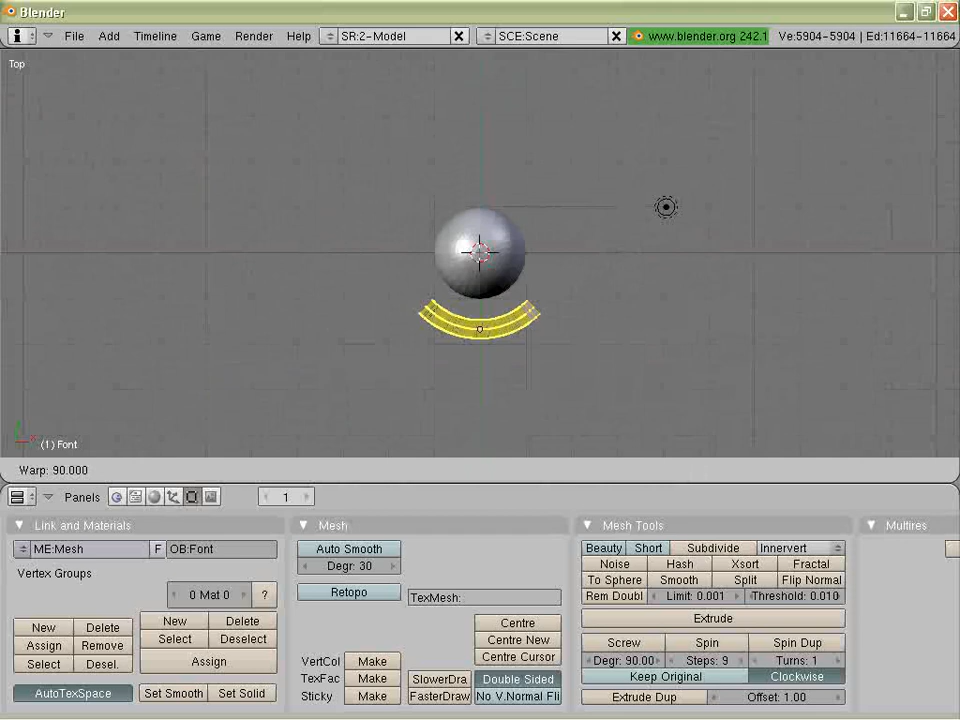 Blender
File Add Timeline Game Render Help SR:2-Model SCE:Scene www.blender.org 242.1 Ve:5904-5904 | Ed:11664-11664
Top
(1) Font
Warp: 90.000
Panels 1
Link and Materials Mesh Mesh Tools Multires
ME:Mesh F OB:Font Auto Smooth Beauty Short Subdivide Innervert
Degr: 30 Noise Hash Xsort Fractal
Vertex Groups To Sphere Smooth Split Flip Normal
0 Mat 0 ? Retopo TexMesh: Rem Doubl Limit: 0.001 Threshold: 0.010
New Delete New Delete Centre Extrude
Assign Remove Select Deselect Centre New Screw Spin Spin Dup
Select Desel. Assign VertCol Make Centre Cursor Degr: 90.00 Steps: 9 Turns: 1
TexFac Make SlowerDra Double Sided Keep Original Clockwise
AutoTexSpace Set Smooth Set Solid Sticky Make FasterDraw No V.Normal Fli Extrude Dup Offset: 1.00